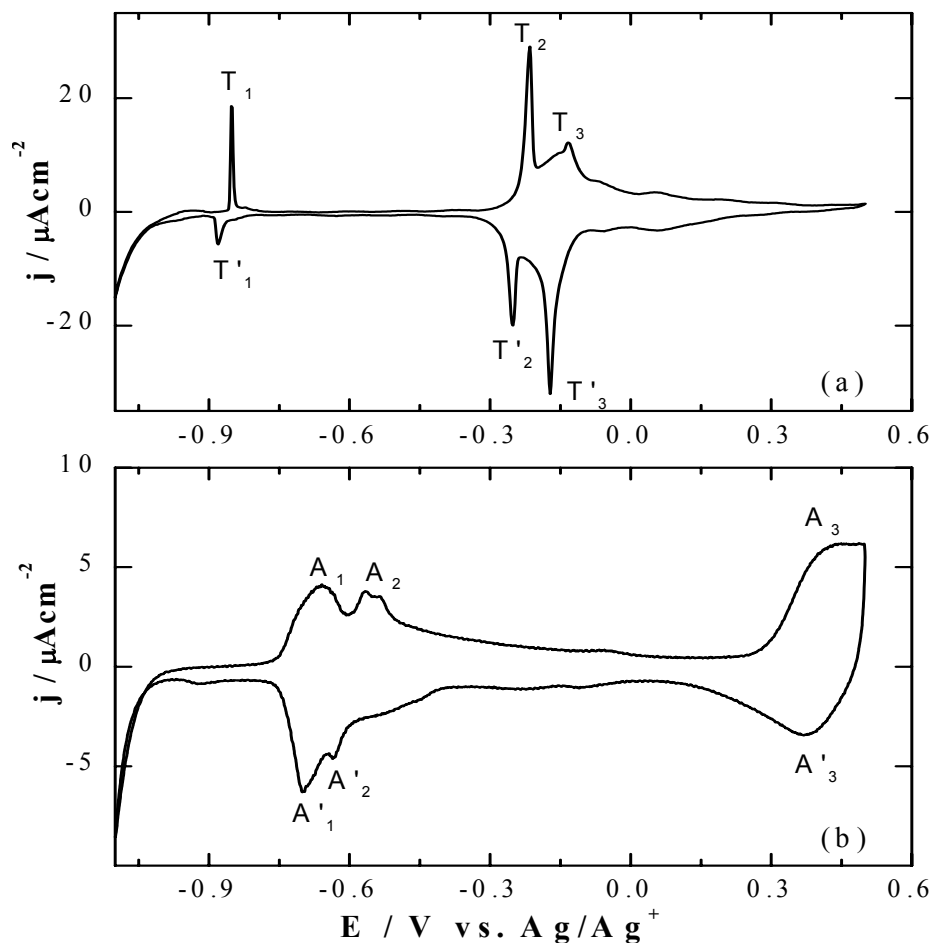 T₁
T₂
T₃
T'₁
T'₂
T'₃
(a)
j / µAcm⁻²
20
0
-20
-0.9 -0.6 -0.3 0.0 0.3 0.6
A₁
A₂
A₃
A'₁
A'₂
A'₃
(b)
j / µAcm⁻²
10
5
0
-5
-0.9 -0.6 -0.3 0.0 0.3 0.6
E / V vs. Ag/Ag⁺